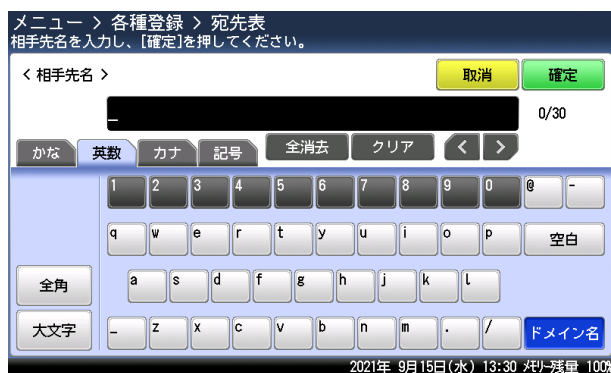 メニュー > 各種登録 > 宛先表
相手先名を入力し、[確定]を押してください。
< 相手先名 >
取消 確定
_ 0/30
かな 英数 カナ 記号 全消去 クリア < >
1 2 3 4 5 6 7 8 9 0 @ -
q w e r t y u i o p 空白
全角 a s d f g h j k l
大文字 _ z x c v b n m . / ドメイン名
2021年 9月15日(水) 13:30 ﾒﾓﾘｰ残量 100%